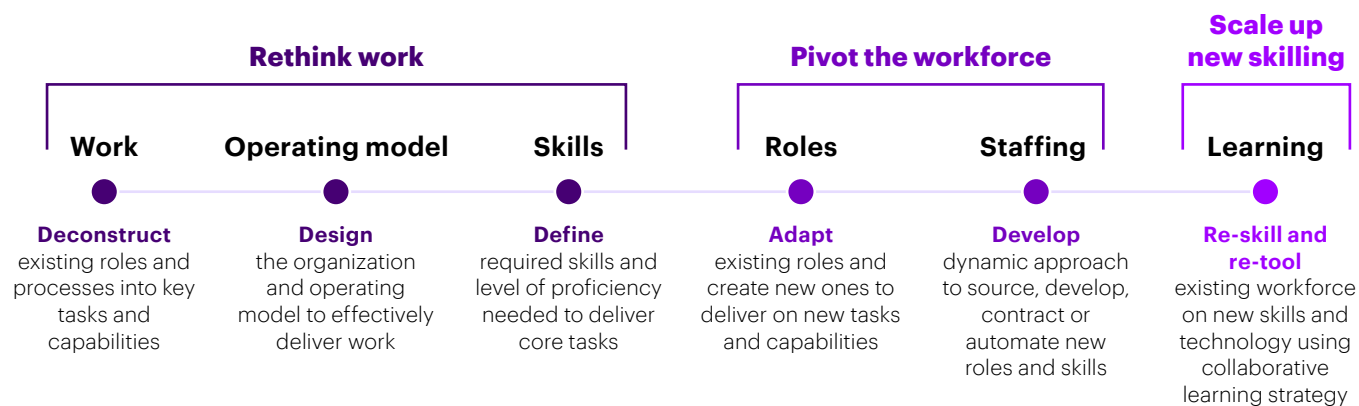 Rethink work
Pivot the workforce
Scale up
new skilling
Work
Operating model
Skills
Roles
Staffing
Learning
Deconstruct
existing roles and
processes into key
tasks and
capabilities
Design
the organization
and operating
model to effectively
deliver work
Define
required skills and
level of proficiency
needed to deliver
core tasks
Adapt
existing roles and
create new ones to
deliver on new tasks
and capabilities
Develop
dynamic approach
to source, develop,
contract or
automate new
roles and skills
Re-skill and
re-tool
existing workforce
on new skills and
technology using
collaborative
learning strategy